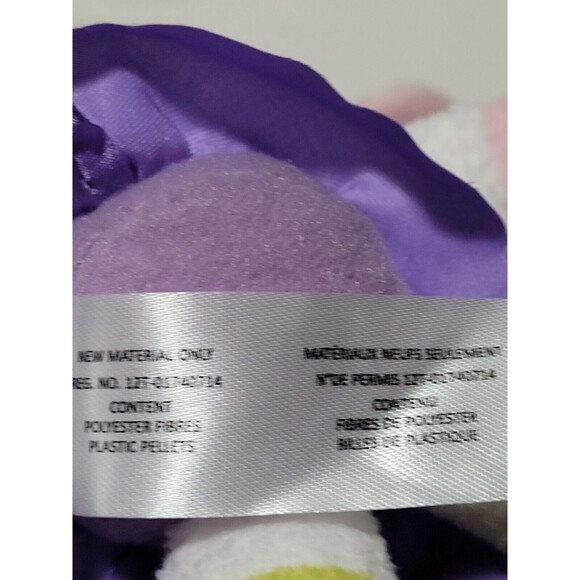 NEW MATERIAL ONLY
RES. NO. 12T-01740714
CONTENT
POLYESTER FIBRES
PLASTIC PELLETS
MATÉRIAUX NEUFS SEULEMENT
N°DE PERMIS 12T-01740714
CONTENU
FIBRES DE POLYESTER
BILLES DE PLASTIQUE